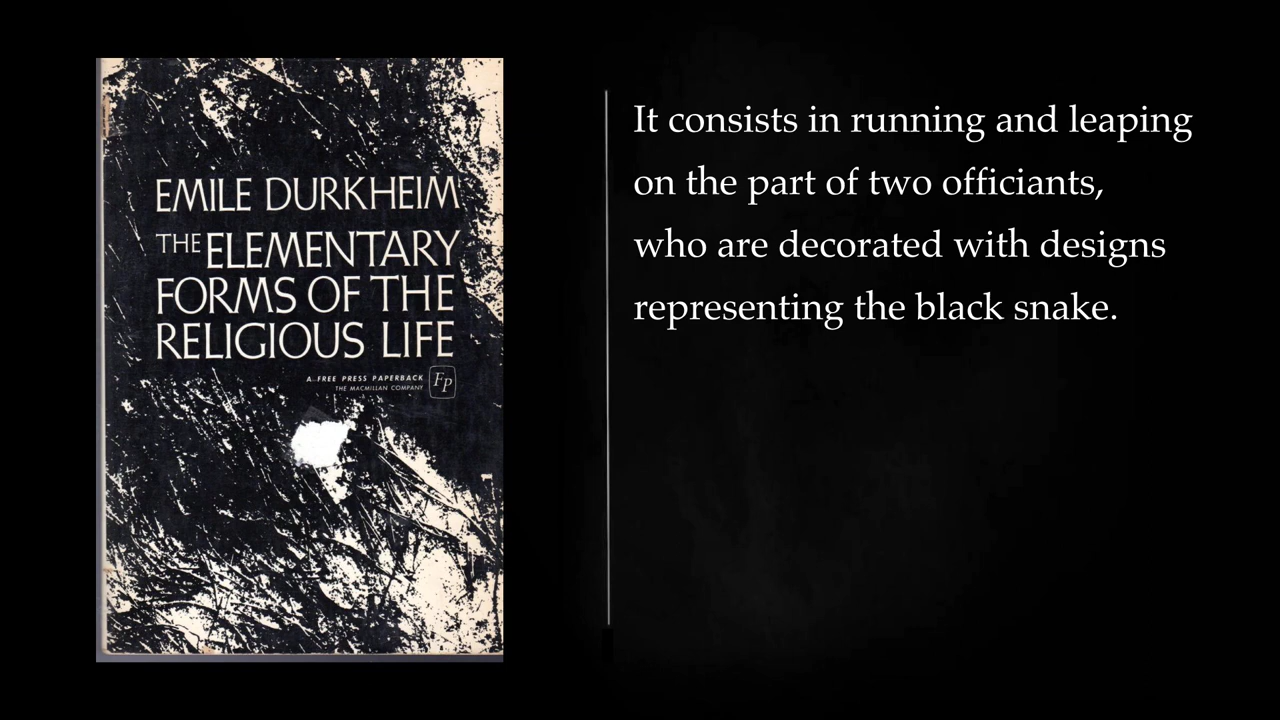 EMILE DURKHEIM
THE ELEMENTARY
FORMS OF THE
RELIGIOUS LIFE
A FREE PRESS PAPERBACK
THE MACMILLAN COMPANY
FP
It consists in running and leaping
on the part of two officiants,
who are decorated with designs
representing the black snake.